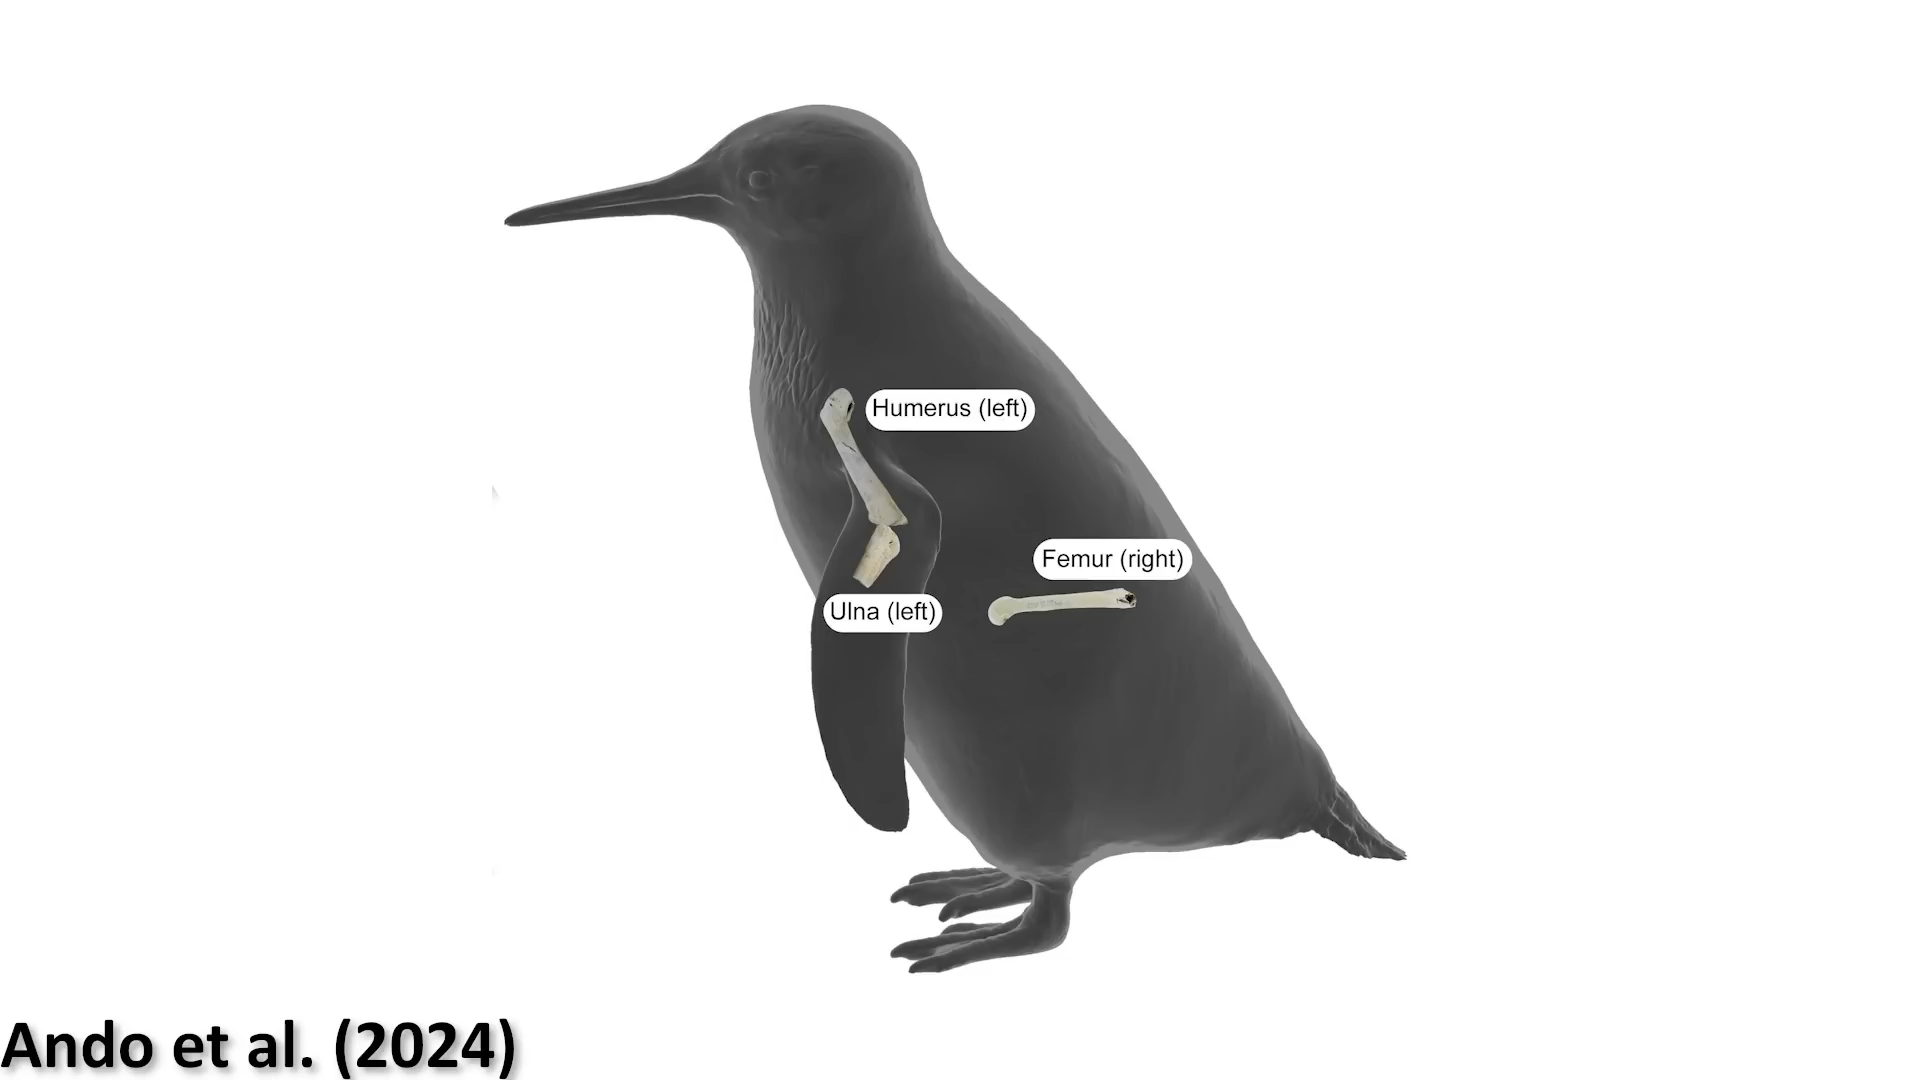 Humerus (left)
Femur (right)
Ulna (left)
Ando et al. (2024)